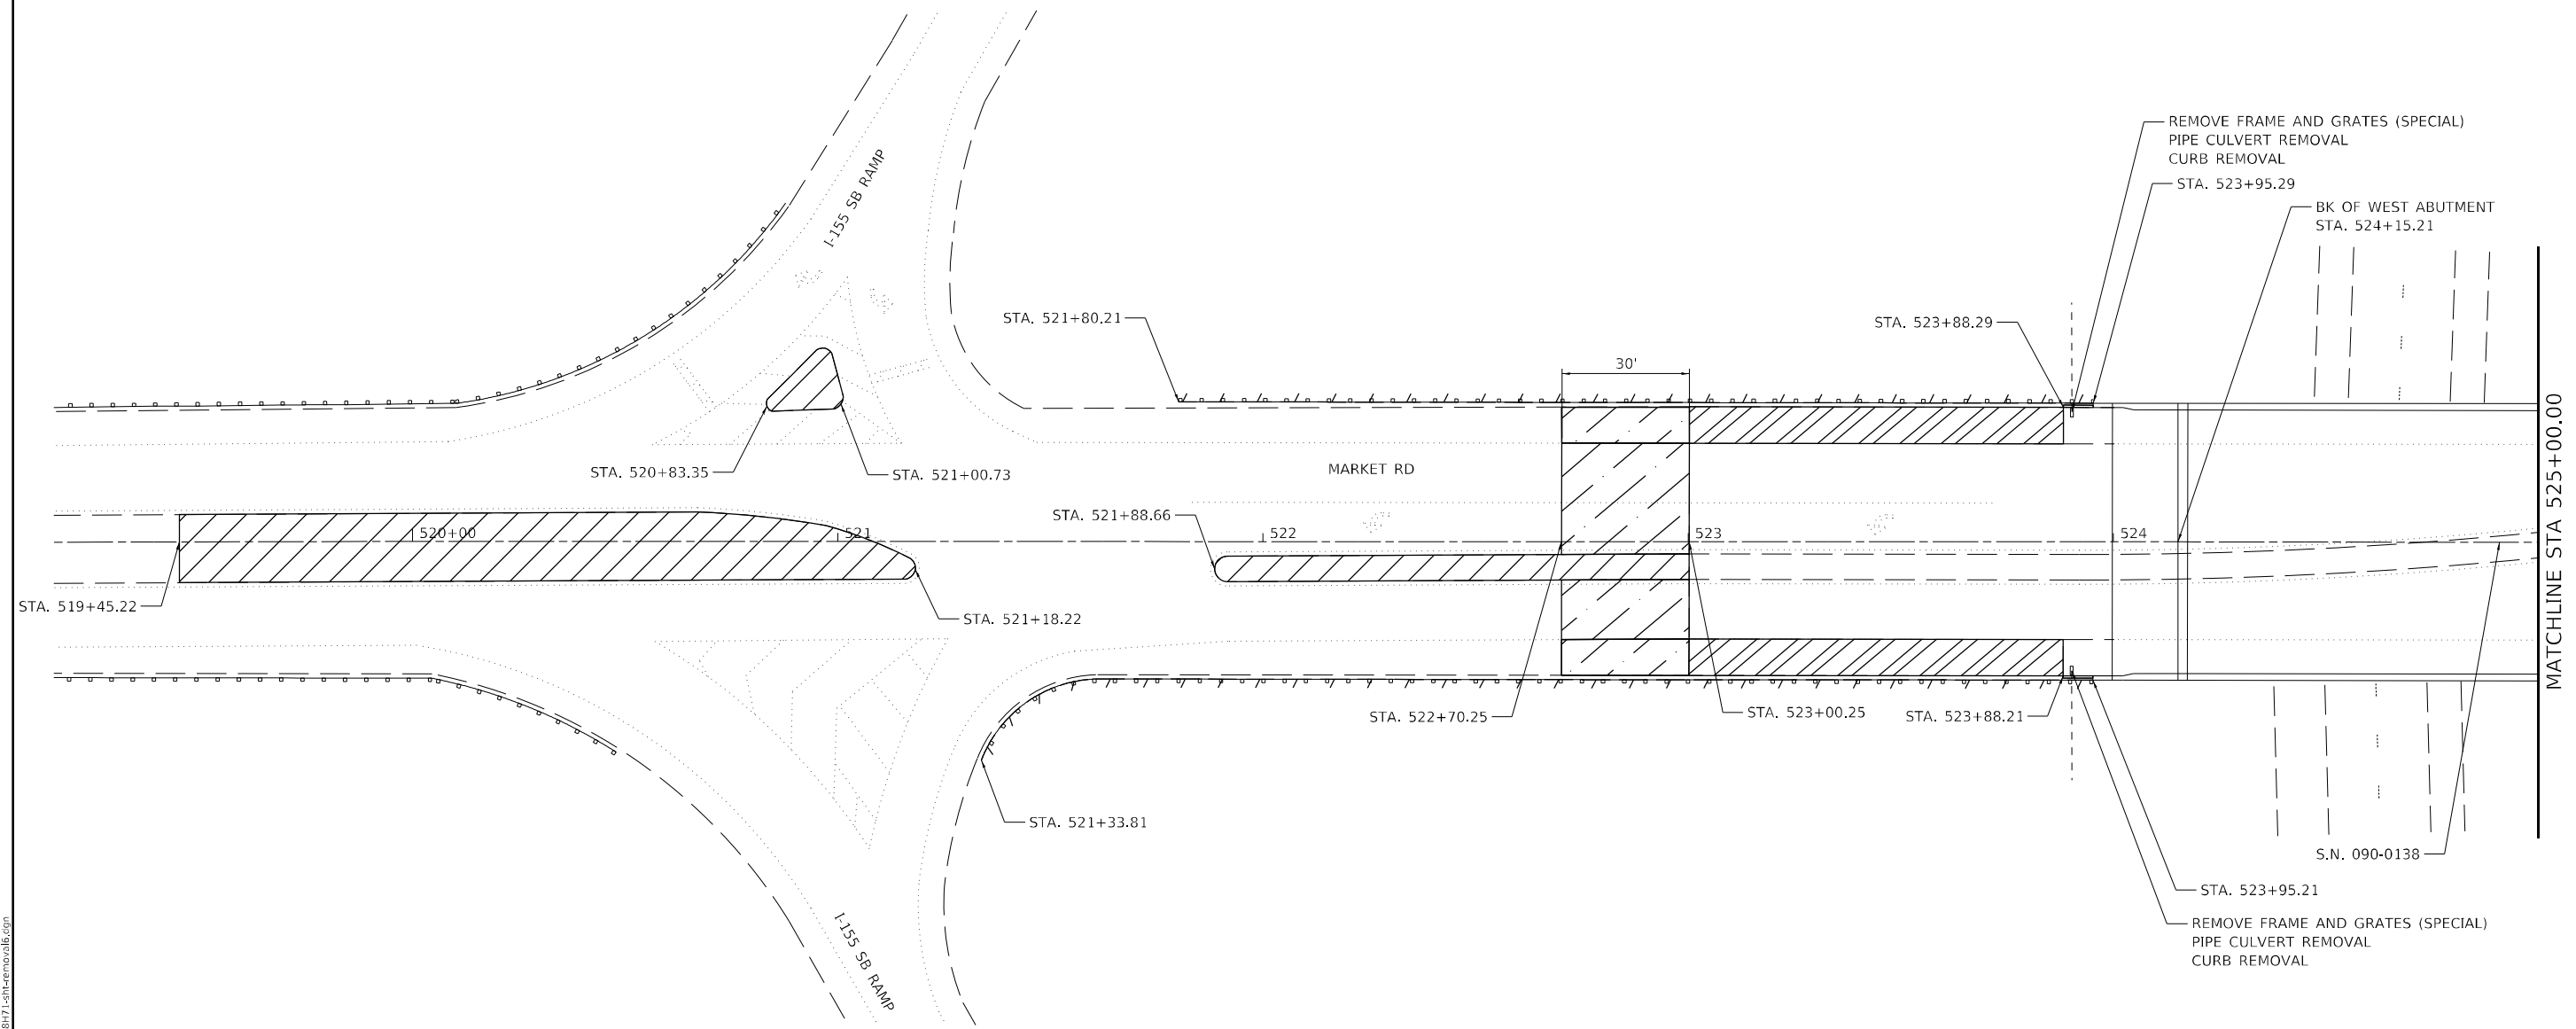 REMOVE FRAME AND GRATES (SPECIAL)
PIPE CULVERT REMOVAL
CURB REMOVAL
STA. 523+95.29
BK OF WEST ABUTMENT
STA. 524+15.21
I-155 SB RAMP
STA. 521+80.21
STA. 523+88.29
30'
STA. 520+83.35
STA. 521+00.73
MARKET RD
STA. 521+88.66
520+00
521
522
523
524
STA. 519+45.22
STA. 521+18.22
STA. 522+70.25
STA. 523+00.25
STA. 523+88.21
STA. 521+33.81
S.N. 090-0138
STA. 523+95.21
REMOVE FRAME AND GRATES (SPECIAL)
PIPE CULVERT REMOVAL
CURB REMOVAL
I-155 SB RAMP
MATCHLINE STA 525+00.00
8H71-sht-removal6.dgn